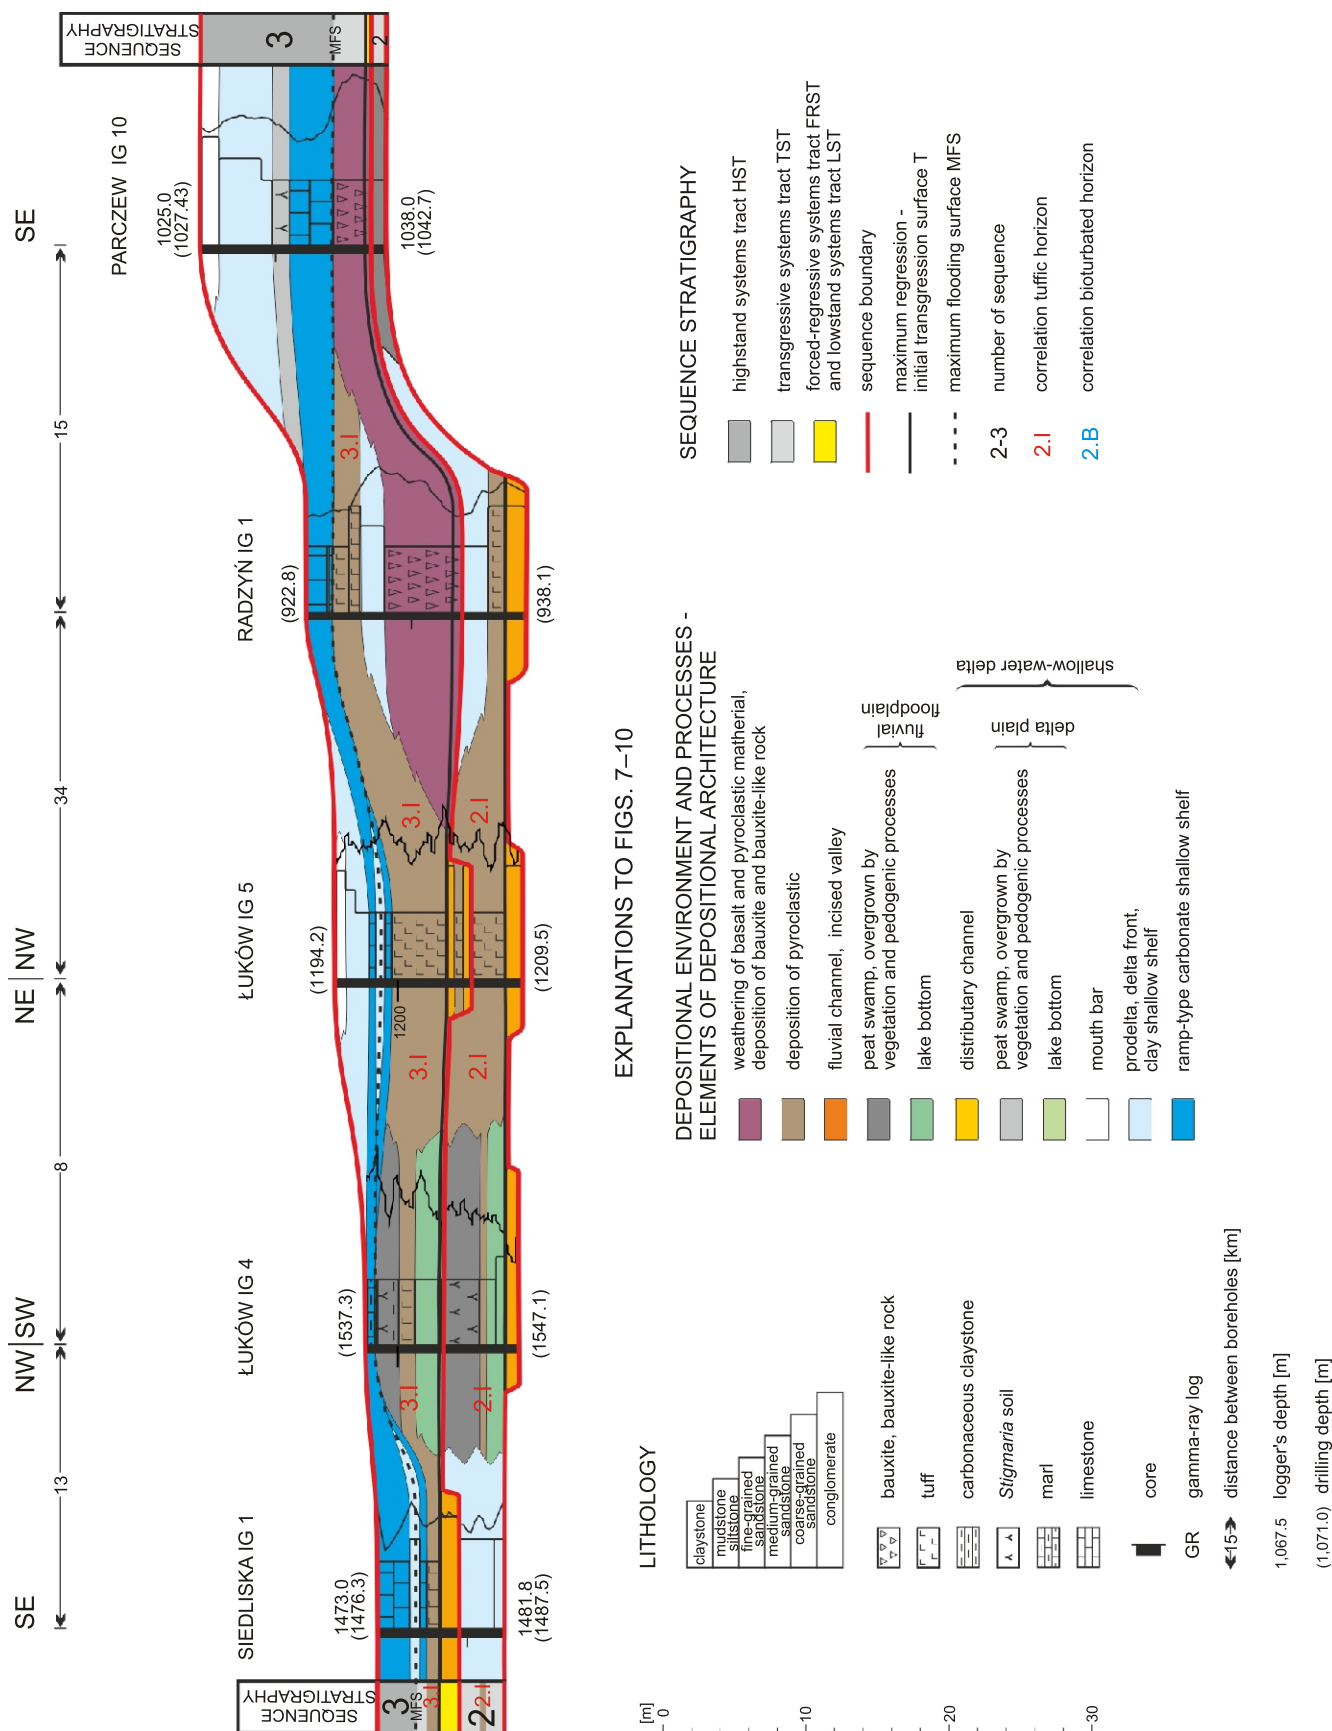 SE
NW SW
NE NW
SE
13
8
34
15
SIEDLISKA IG 1
ŁUKÓW IG 4
ŁUKÓW IG 5
RADZYŃ IG 1
PARCZEW IG 10
SEQUENCE
STRATIGRAPHY
3
MFS
3.I
2
2.I
1473.0
(1476.3)
1481.8
(1487.5)
(1537.3)
(1547.1)
(1194.2)
(1209.5)
1200
(922.8)
(938.1)
1025.0
(1027.43)
1038.0
(1042.7)
3.I
2.I
3.I
2.I
3.I
2.I
3.I
SEQUENCE
STRATIGRAPHY
3
MFS
2
EXPLANATIONS TO FIGS. 7–10
[m]
0
10
20
30
LITHOLOGY
claystone
mudstone
siltstone
fine-grained
sandstone
medium-grained
sandstone
coarse-grained
sandstone
conglomerate
bauxite, bauxite-like rock
tuff
carbonaceous claystone
Stigmaria soil
marl
limestone
core
GR gamma-ray log
15 distance between boreholes [km]
1,067.5 logger's depth [m]
(1,071.0) drilling depth [m]
DEPOSITIONAL ENVIRONMENT AND PROCESSES -
ELEMENTS OF DEPOSITIONAL ARCHITECTURE
weathering of basalt and pyroclastic matherial,
deposition of bauxite and bauxite-like rock
deposition of pyroclastic
fluvial channel, incised valley
peat swamp, overgrown by
vegetation and pedogenic processes
lake bottom
fluvial
floodplain
distributary channel
peat swamp, overgrown by
vegetation and pedogenic processes
lake bottom
delta plain
mouth bar
prodelta, delta front,
clay shallow shelf
shallow-water delta
ramp-type carbonate shallow shelf
SEQUENCE STRATIGRAPHY
highstand systems tract HST
transgressive systems tract TST
forced-regressive systems tract FRST
and lowstand systems tract LST
sequence boundary
maximum regression -
initial transgression surface T
maximum flooding surface MFS
2-3 number of sequence
2.I correlation tuffic horizon
2.B correlation bioturbated horizon